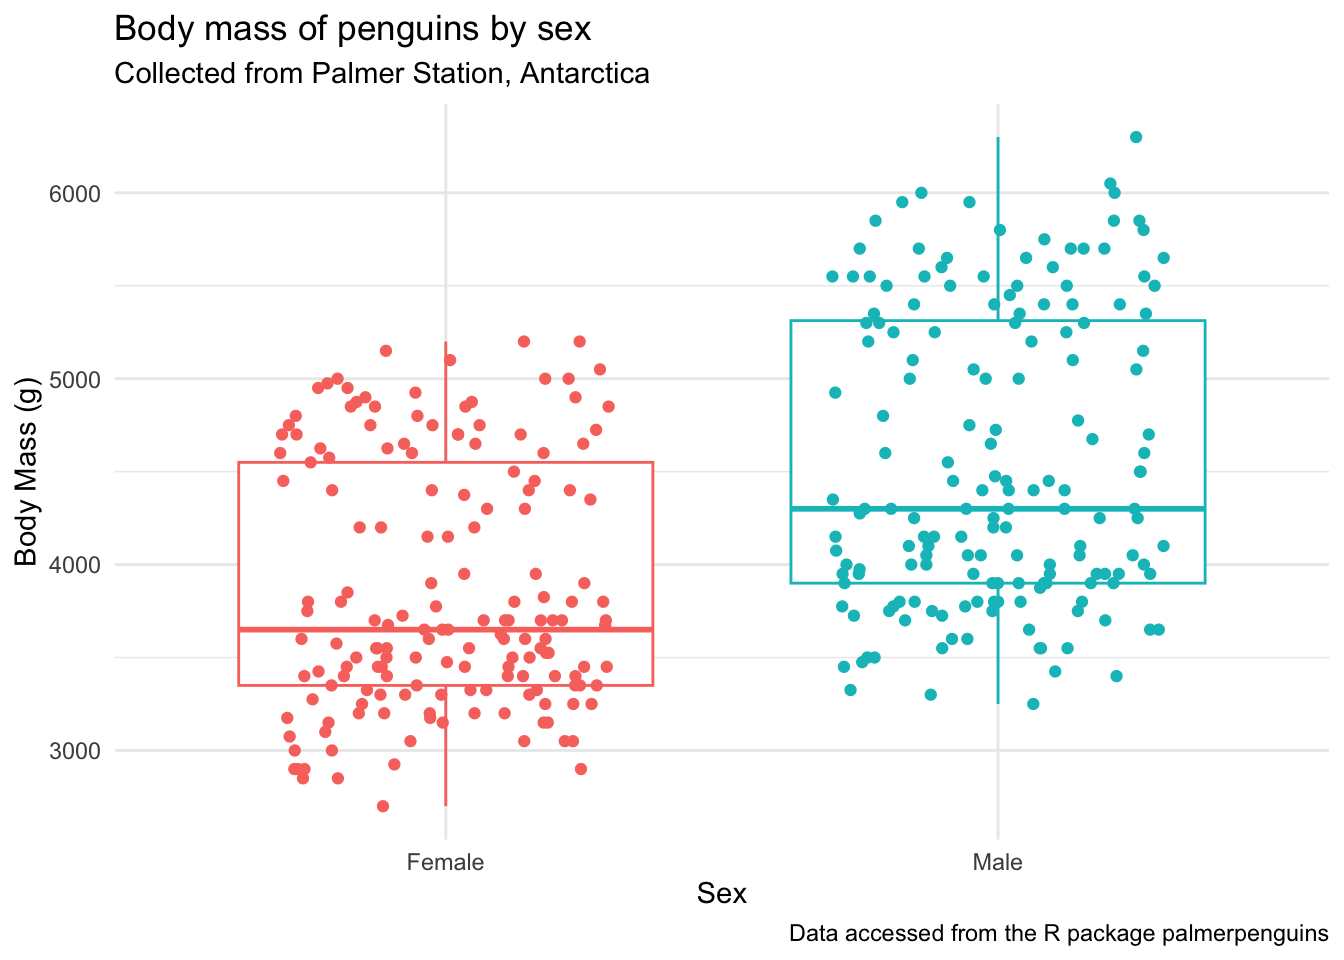 Body mass of penguins by sex
Collected from Palmer Station, Antarctica
Body Mass (g)
6000
5000
4000
3000
Female
Male
Sex
Data accessed from the R package palmerpenguins